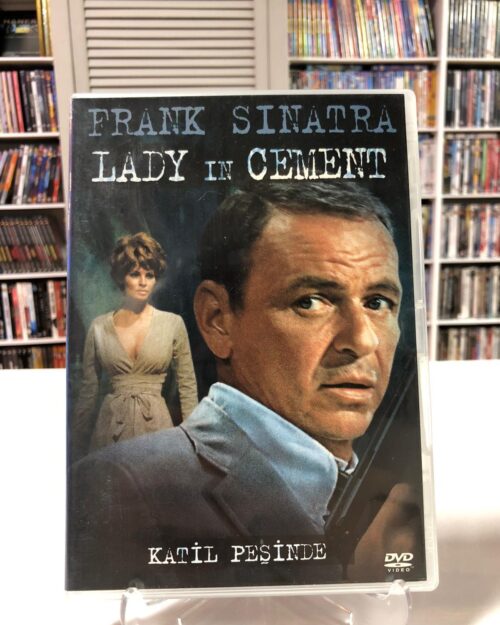 FRANK SINATRA
LADY IN CEMENT
KATİL PEŞİNDE
DVD
VIDEO